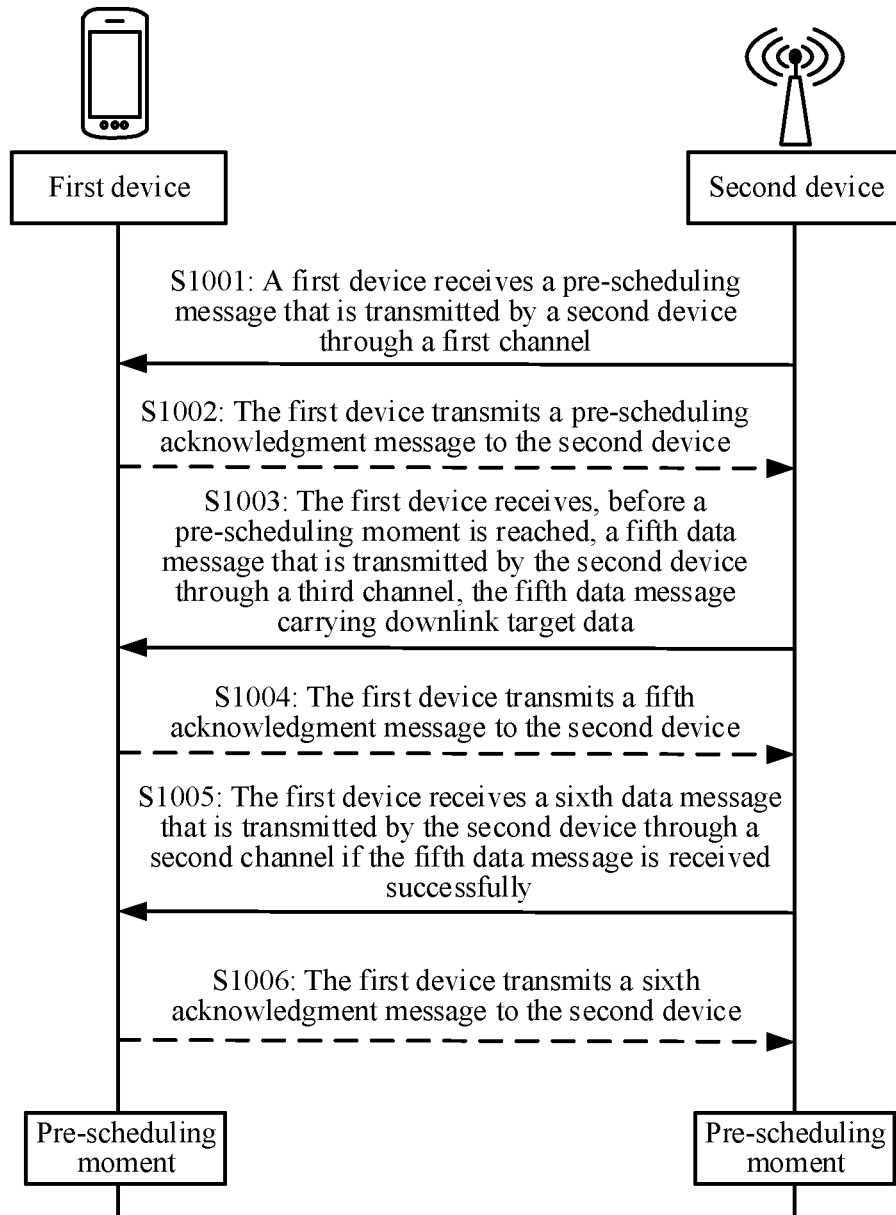 First device
Second device
S1001: A first device receives a pre-scheduling
message that is transmitted by a second device
through a first channel
S1002: The first device transmits a pre-scheduling
acknowledgment message to the second device
S1003: The first device receives, before a
pre-scheduling moment is reached, a fifth data
message that is transmitted by the second device
through a third channel, the fifth data message
carrying downlink target data
S1004: The first device transmits a fifth
acknowledgment message to the second device
S1005: The first device receives a sixth data message
that is transmitted by the second device through a
second channel if the fifth data message is received
successfully
S1006: The first device transmits a sixth
acknowledgment message to the second device
Pre-scheduling
moment
Pre-scheduling
moment